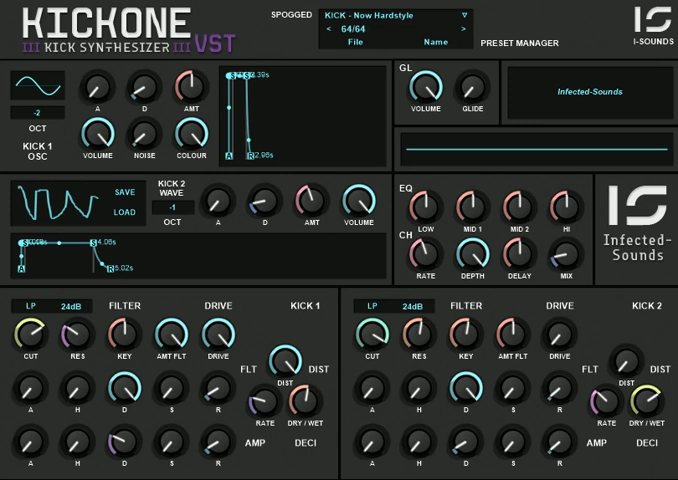 KICKONE
III KICK SYNTHESIZER III VST
SPOGGED
KICK - Now Hardstyle
< 64/64 >
File Name
PRESET MANAGER
IS
I-SOUNDS
-2
OCT
KICK 1
OSC
A D AMT
VOLUME NOISE COLOUR
S
A R
GL
VOLUME GLIDE
Infected-Sounds
SAVE
LOAD
KICK 2
WAVE
-1
OCT
A D AMT VOLUME
S S 4.06s
A R 5.02s
EQ
LOW MID 1 MID 2 HI
CH
RATE DEPTH DELAY MIX
IS
Infected-
Sounds
LP 24dB FILTER DRIVE KICK 1
CUT RES KEY AMT FLT DRIVE
FLT DIST DIST
A H D S R
RATE DRY / WET
A H D S R
AMP DECI
LP 24dB FILTER DRIVE KICK 2
CUT RES KEY AMT FLT DRIVE
FLT DIST DIST
A H D S R
RATE DRY / WET
A H D S R
AMP DECI